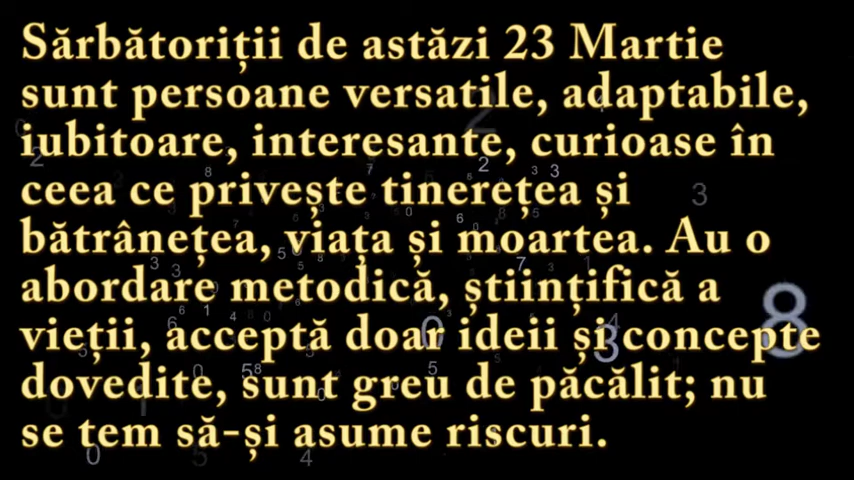 Sărbătoriții de astăzi 23 Martie
sunt persoane versatile, adaptabile,
iubitoare, interesante, curioase în
ceea ce privește tinerețea și
bătrânețea, viața și moartea. Au o
abordare metodică, științifică a
vieții, acceptă doar ideii și concepte
dovedite, sunt greu de păcălit; nu
se tem să-și asume riscuri.